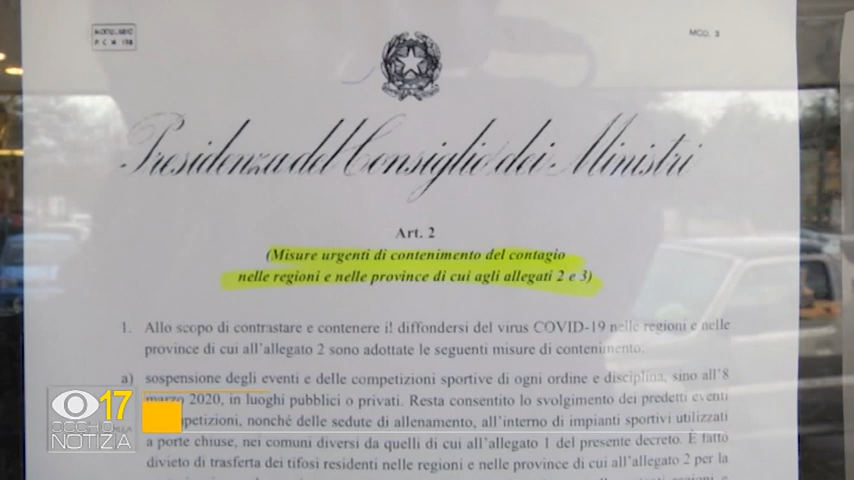 MODULARIO
P. C. M. 198
MOD. 3
Presidenza del Consiglio dei Ministri
Art. 2
(Misure urgenti di contenimento del contagio
nelle regioni e nelle province di cui agli allegati 2 e 3)
1. Allo scopo di contrastare e contenere il diffondersi del virus COVID-19 nelle regioni e nelle
province di cui all'allegato 2 sono adottate le seguenti misure di contenimento:
a) sospensione degli eventi e delle competizioni sportive di ogni ordine e disciplina, sino all'8
marzo 2020, in luoghi pubblici o privati. Resta consentito lo svolgimento dei predetti eventi
competizioni, nonché delle sedute di allenamento, all'interno di impianti sportivi utilizzati
a porte chiuse, nei comuni diversi da quelli di cui all'allegato 1 del presente decreto. È fatto
divieto di trasferta dei tifosi residenti nelle regioni e nelle province di cui all'allegato 2 per la
17
OCCHIO ALLA
NOTIZIA